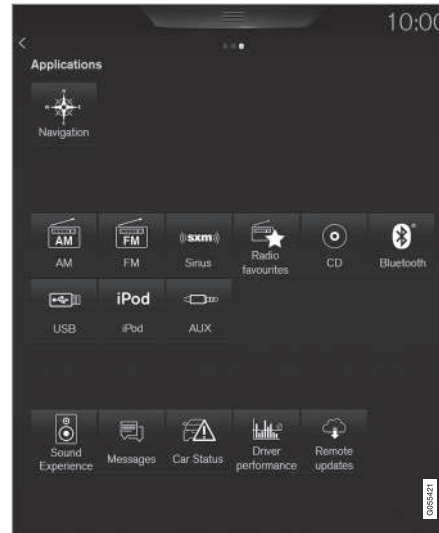 10:00
Applications
N
Navigation
AM FM sxm
AM FM Sirius Radio favourites CD Bluetooth
iPod
USB iPod AUX
Sound Experience Messages Car Status Driver performance Remote updates
G055421